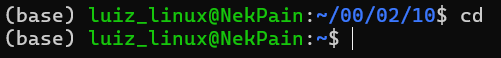 (base) luiz_linux@NekPain:~/00/02/10$ cd
(base) luiz_linux@NekPain:~$